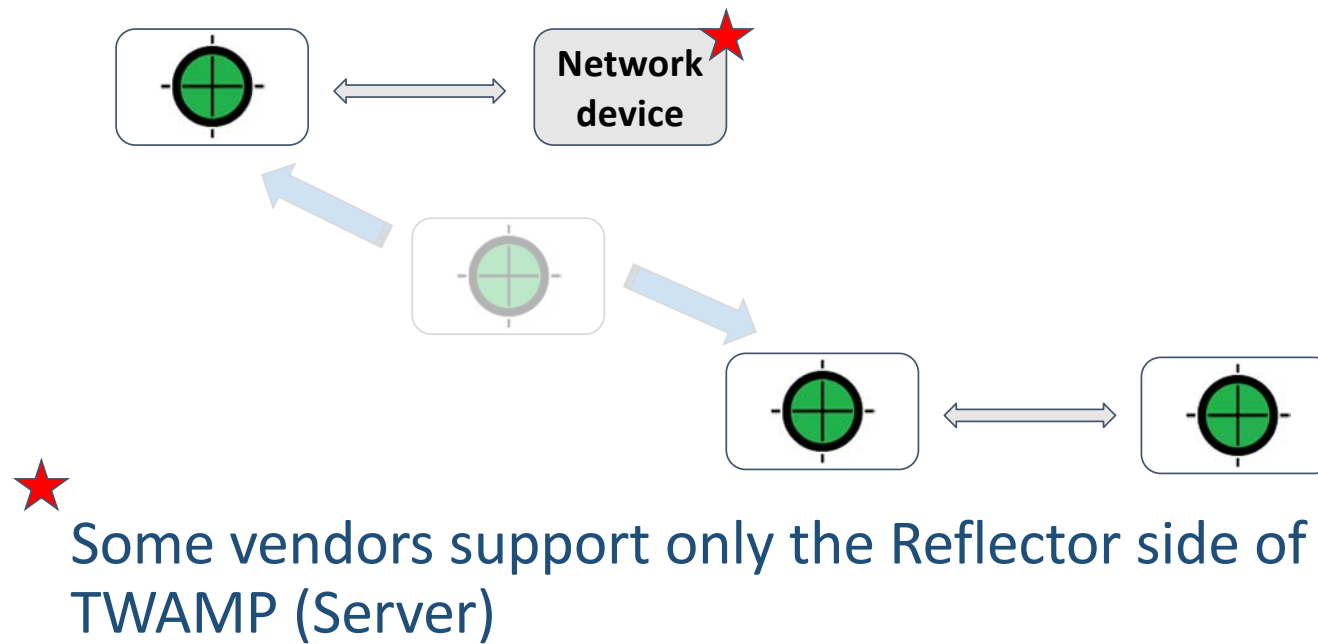 Network
device
Some vendors support only the Reflector side of
TWAMP (Server)